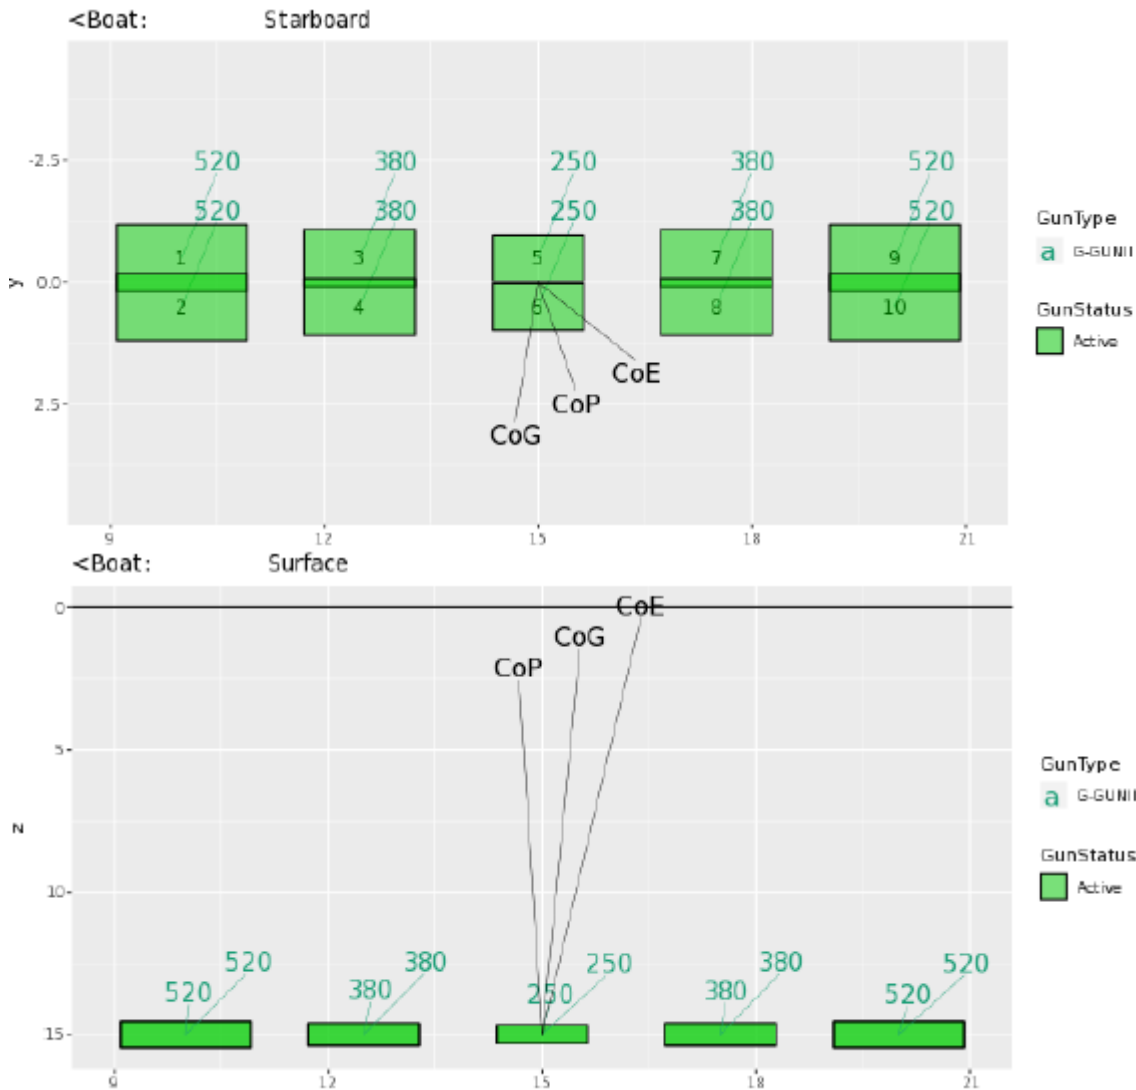 <Boat: Starboard
520 380 250 380 520
520 380 250 380 520
-2.5
1 3 5 7 9
0.0
y
2 4 6 8 10
CoE
CoP
2.5
CoG
9 12 15 18 21
GunType
a G-GUNII
GunStatus
Active
<Boat: Surface
0
CoE
CoG
CoP
5
z
10
520 380 250 380 520
520 380 250 380 520
15
9 12 15 18 21
GunType
a G-GUNII
GunStatus
Active